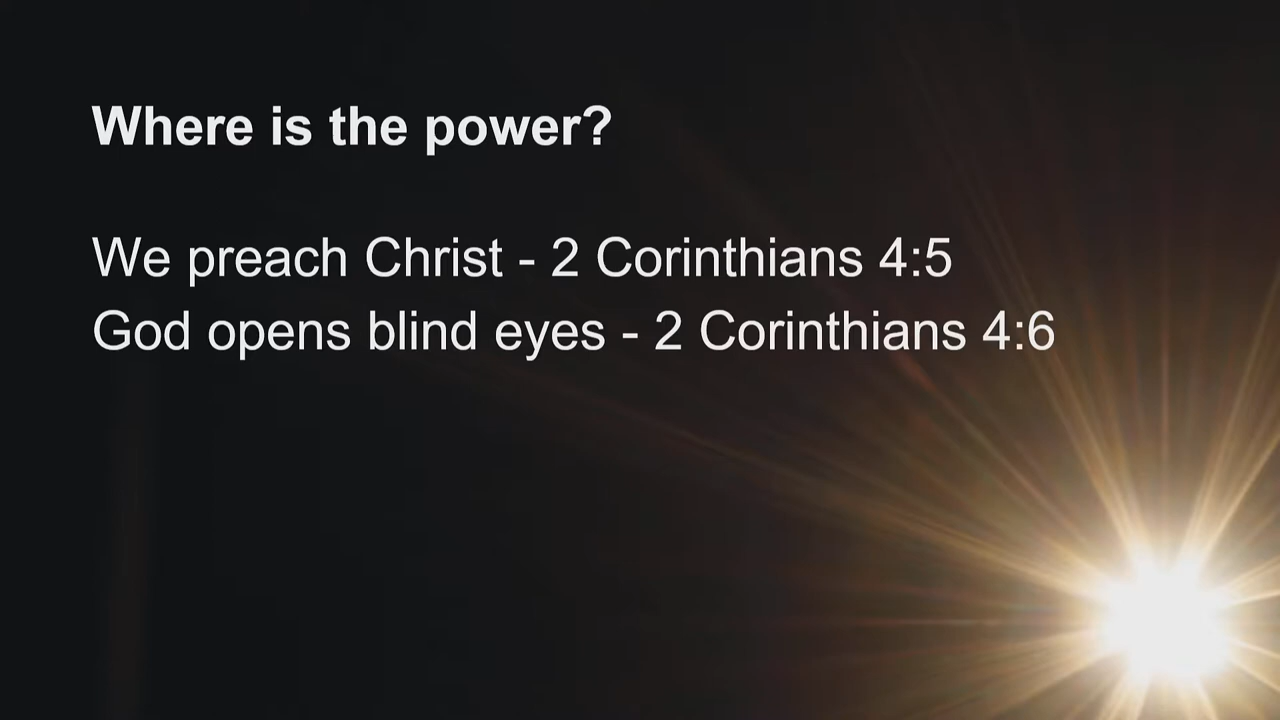 Where is the power?
We preach Christ - 2 Corinthians 4:5
God opens blind eyes - 2 Corinthians 4:6